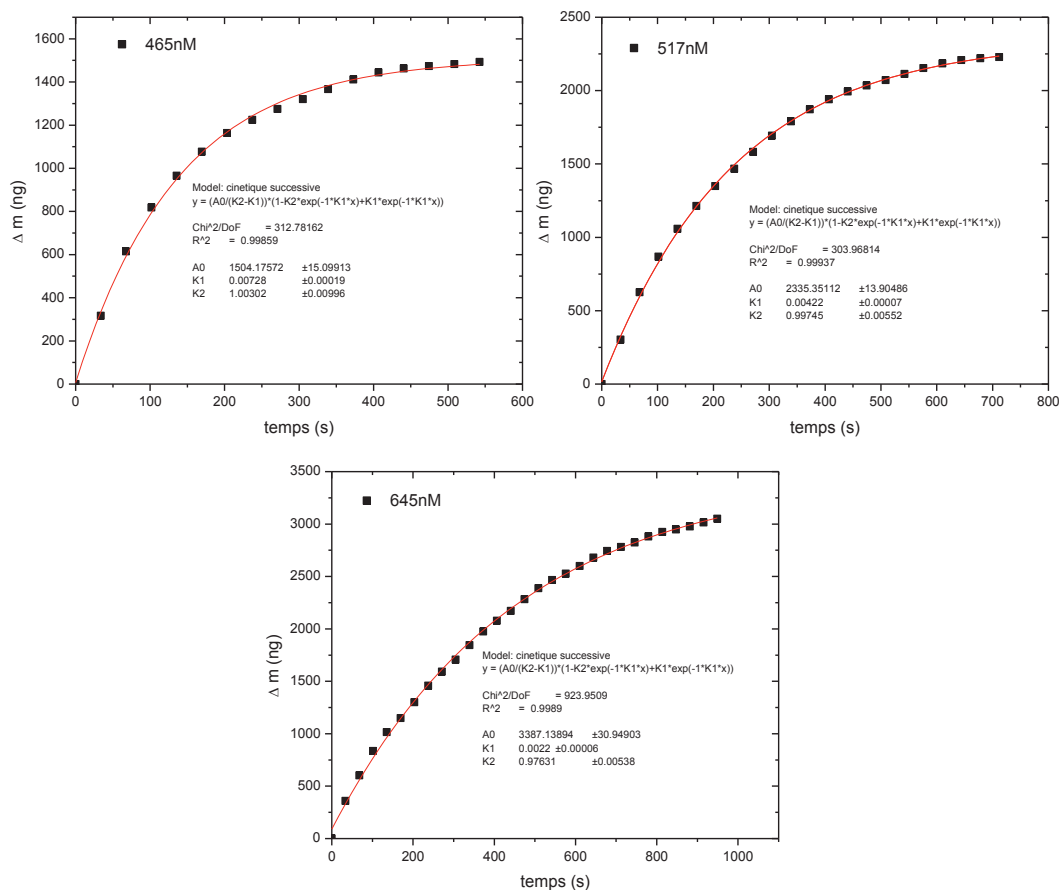 465nM
Model: cinetique successive
y = (A0/(K2-K1))*(1-K2*exp(-1*K1*x)+K1*exp(-1*K1*x))
Chi^2/DoF = 312.78162
R^2 = 0.99859
A0 1504.17572 ±15.09913
K1 0.00728 ±0.00019
K2 1.00302 ±0.00996
1600
1400
1200
1000
800
600
400
200
0
Δ m (ng)
0 100 200 300 400 500 600
temps (s)
517nM
Model: cinetique successive
y = (A0/(K2-K1))*(1-K2*exp(-1*K1*x)+K1*exp(-1*K1*x))
Chi^2/DoF = 303.96814
R^2 = 0.99937
A0 2335.35112 ±13.90486
K1 0.00422 ±0.00007
K2 0.99745 ±0.00552
2500
2000
1500
1000
500
0
Δ m (ng)
0 100 200 300 400 500 600 700 800
temps (s)
645nM
Model: cinetique successive
y = (A0/(K2-K1))*(1-K2*exp(-1*K1*x)+K1*exp(-1*K1*x))
Chi^2/DoF = 923.9509
R^2 = 0.9989
A0 3387.13894 ±30.94903
K1 0.0022 ±0.00006
K2 0.97631 ±0.00538
3500
3000
2500
2000
1500
1000
500
0
Δ m (ng)
0 200 400 600 800 1000
temps (s)